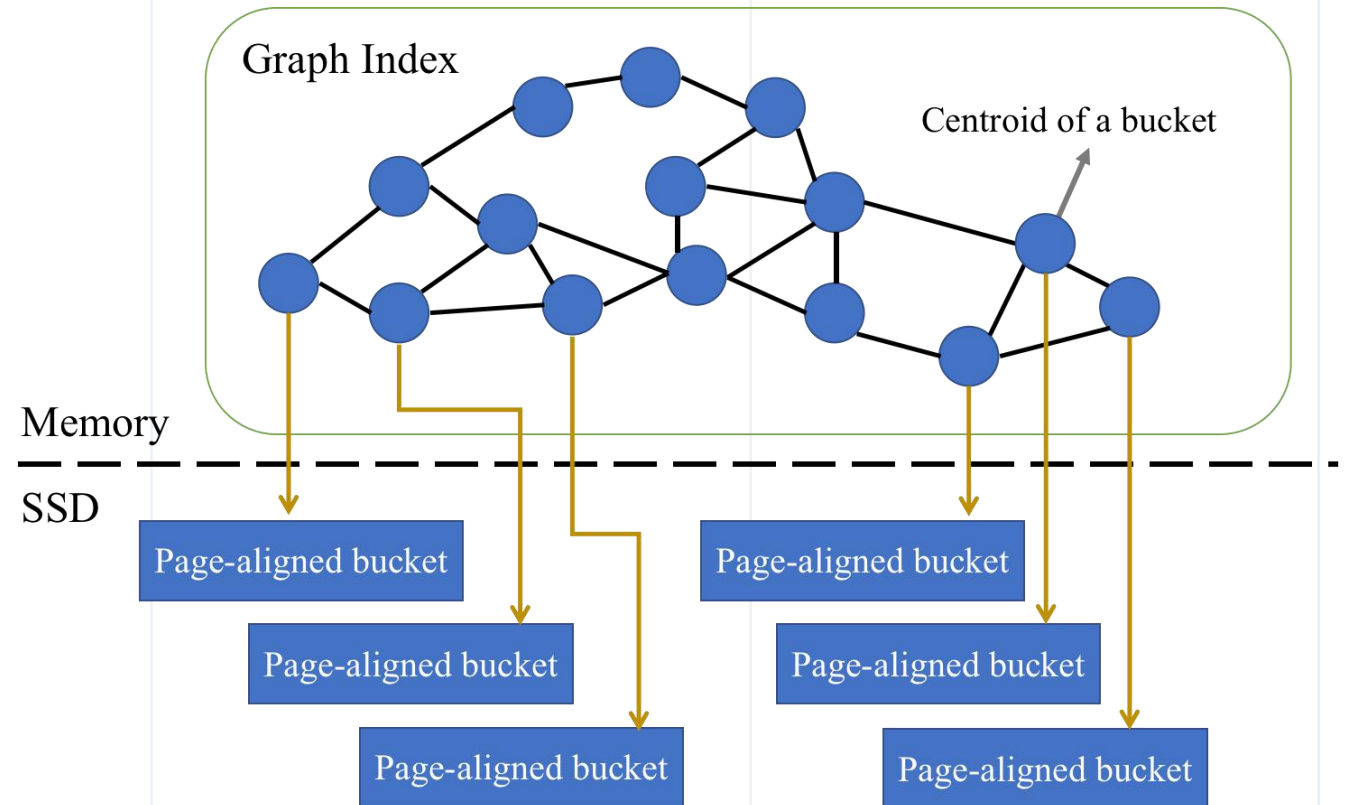 Graph Index
Centroid of a bucket
Memory
SSD
Page-aligned bucket
Page-aligned bucket
Page-aligned bucket
Page-aligned bucket
Page-aligned bucket
Page-aligned bucket